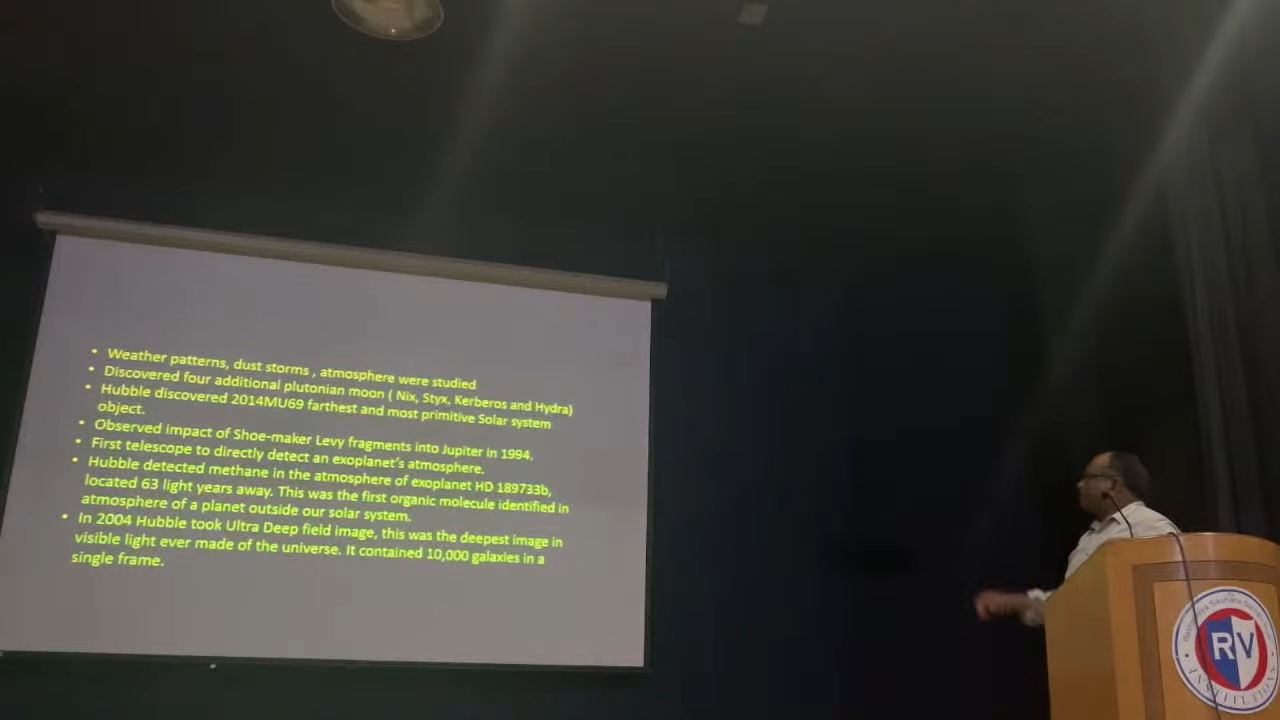 • Weather patterns, dust storms , atmosphere were studied
• Discovered four additional plutonian moon ( Nix, Styx, Kerberos and Hydra)
• Hubble discovered 2014MU69 farthest and most primitive Solar system
object.
• Observed impact of Shoe-maker Levy fragments into Jupiter in 1994.
• First telescope to directly detect an exoplanet's atmosphere.
• Hubble detected methane in the atmosphere of exoplanet HD 189733b,
located 63 light years away. This was the first organic molecule identified in
atmosphere of a planet outside our solar system.
• In 2004 Hubble took Ultra Deep field image, this was the deepest image in
visible light ever made of the universe. It contained 10,000 galaxies in a
single frame.
RV
INSTITUTIONS